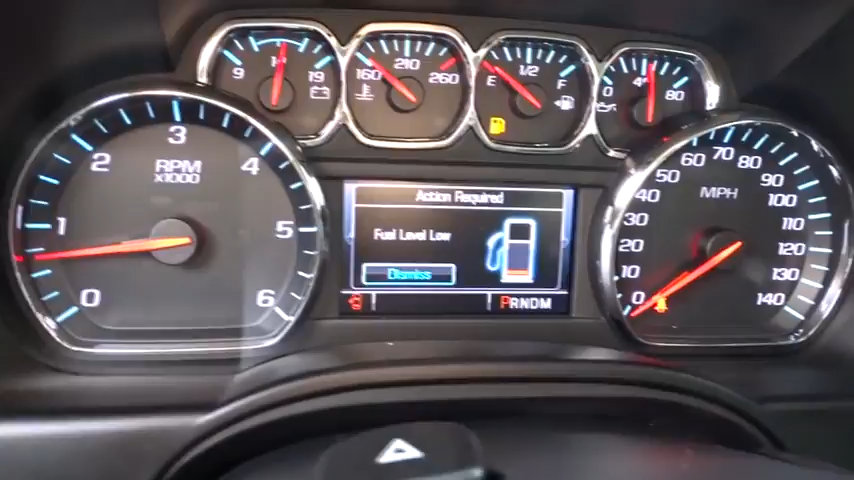 9 14 19
160 210 260
E 1/2 F
0 40 80
0 1 2 3 4 5 6
RPM
x1000
Action Required
Fuel Level Low
Dismiss
PRNDM
0 10 20 30 40 50 60 70 80 90 100 110 120 130 140
MPH